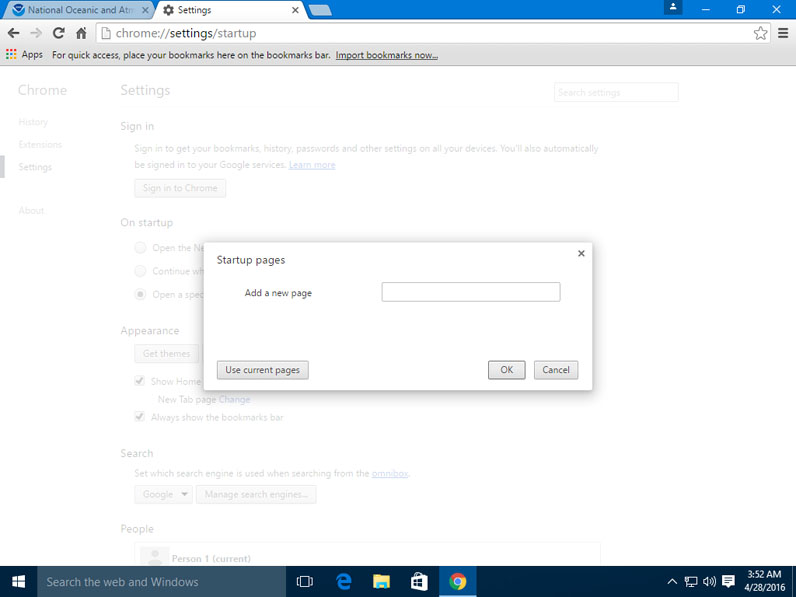 National Oceanic and Atm
Settings
chrome://settings/startup
Apps
For quick access, place your bookmarks here on the bookmarks bar.
Import bookmarks now...
Chrome
Settings
Search settings
History
Extensions
Settings
About
Sign in
Sign in to get your bookmarks, history, passwords and other settings on all your devices. You'll also automatically
be signed in to your Google services. Learn more
Sign in to Chrome
On startup
Open the Ne
Continue wh
Open a spec
Startup pages
Add a new page
Use current pages
OK
Cancel
Appearance
Get themes
Show Home
New Tab page Change
Always show the bookmarks bar
Search
Set which search engine is used when searching from the omnibox.
Google
Manage search engines...
People
Person 1 (current)
Search the web and Windows
3:52 AM
4/28/2016